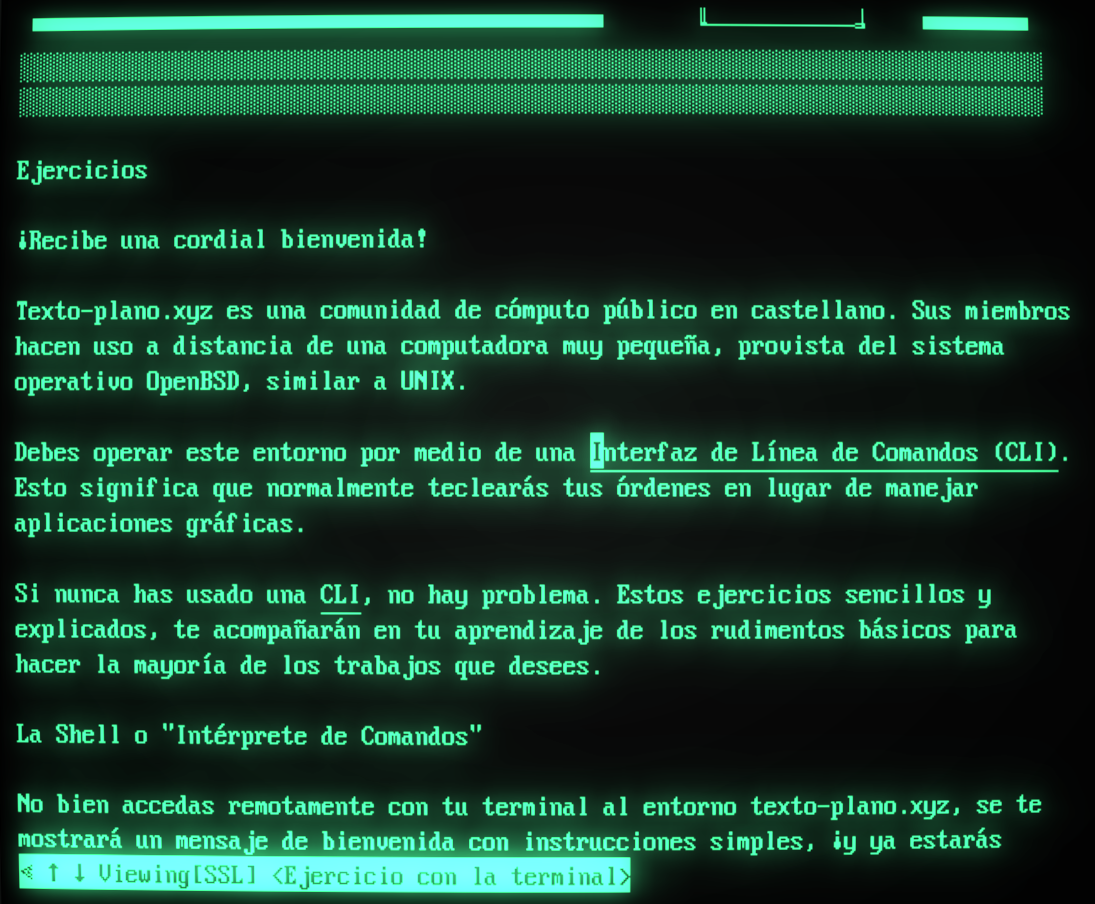 Ejercicios
¡Recibe una cordial bienvenida!
Texto-plano.xyz es una comunidad de cómputo público en castellano. Sus miembros
hacen uso a distancia de una computadora muy pequeña, provista del sistema
operativo OpenBSD, similar a UNIX.
Debes operar este entorno por medio de una Interfaz de Línea de Comandos (CLI).
Esto significa que normalmente teclearás tus órdenes en lugar de manejar
aplicaciones gráficas.
Si nunca has usado una CLI, no hay problema. Estos ejercicios sencillos y
explicados, te acompañarán en tu aprendizaje de los rudimentos básicos para
hacer la mayoría de los trabajos que desees.
La Shell o "Intérprete de Comandos"
No bien accedas remotamente con tu terminal al entorno texto-plano.xyz, se te
mostrará un mensaje de bienvenida con instrucciones simples, ¡y ya estarás
↑ ↓ Viewing[SSL] <Ejercicio con la terminal>